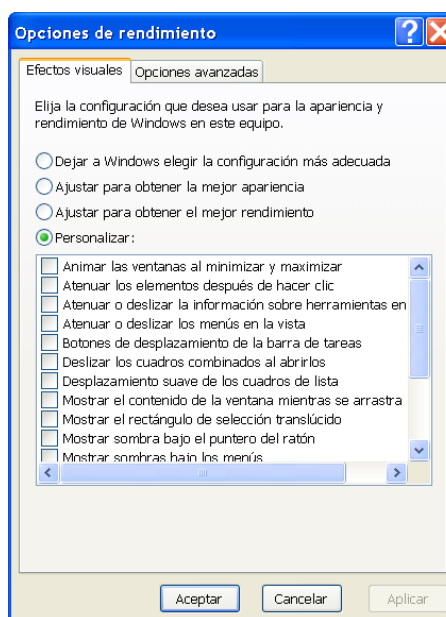 Opciones de rendimiento
Efectos visuales
Opciones avanzadas
Elija la configuración que desea usar para la apariencia y
rendimiento de Windows en este equipo.
Dejar a Windows elegir la configuración más adecuada
Ajustar para obtener la mejor apariencia
Ajustar para obtener el mejor rendimiento
Personalizar:
Animar las ventanas al minimizar y maximizar
Atenuar los elementos después de hacer clic
Atenuar o deslizar la información sobre herramientas en
Atenuar o deslizar los menús en la vista
Botones de desplazamiento de la barra de tareas
Deslizar los cuadros combinados al abrirlos
Desplazamiento suave de los cuadros de lista
Mostrar el contenido de la ventana mientras se arrastra
Mostrar el rectángulo de selección translúcido
Mostrar sombra bajo el puntero del ratón
Mostrar sombras bajo los menús
Aceptar
Cancelar
Aplicar